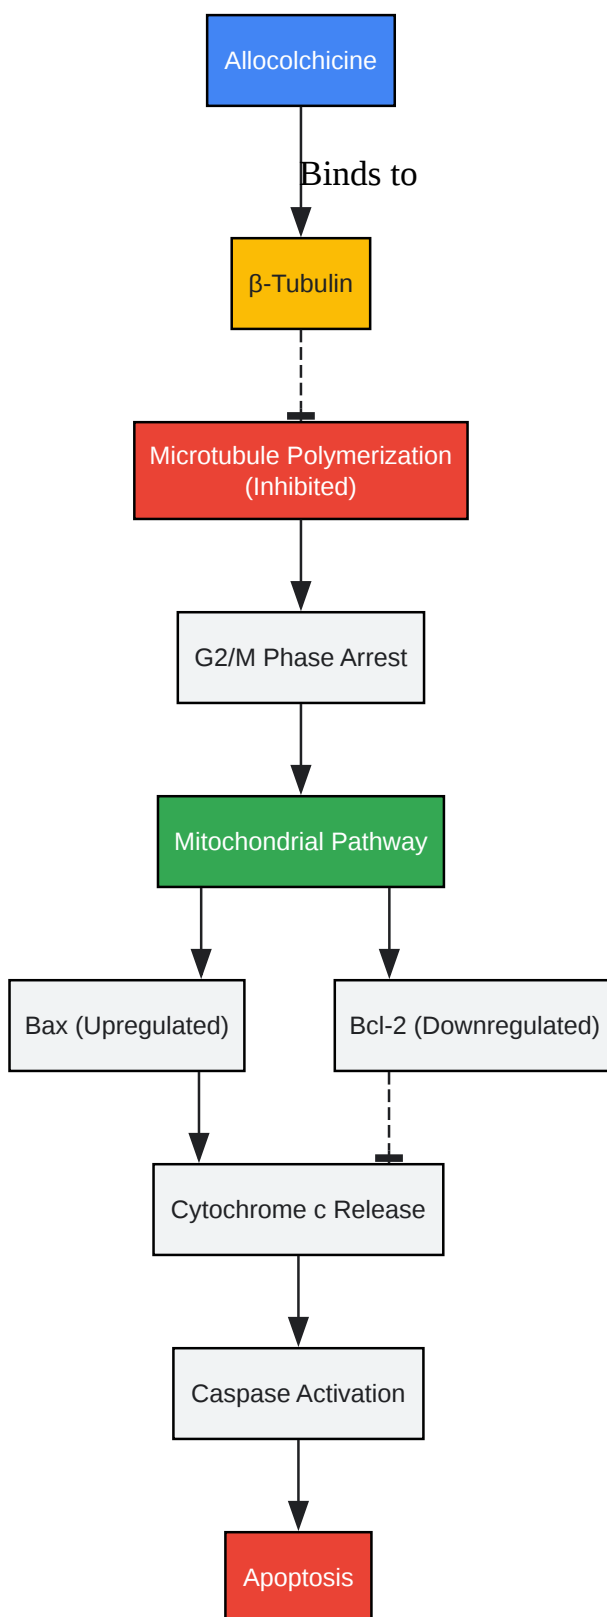 Allocolchicine
Binds to
β-Tubulin
Microtubule Polymerization
(Inhibited)
G2/M Phase Arrest
Mitochondrial Pathway
Bax (Upregulated)
Bcl-2 (Downregulated)
Cytochrome c Release
Caspase Activation
Apoptosis